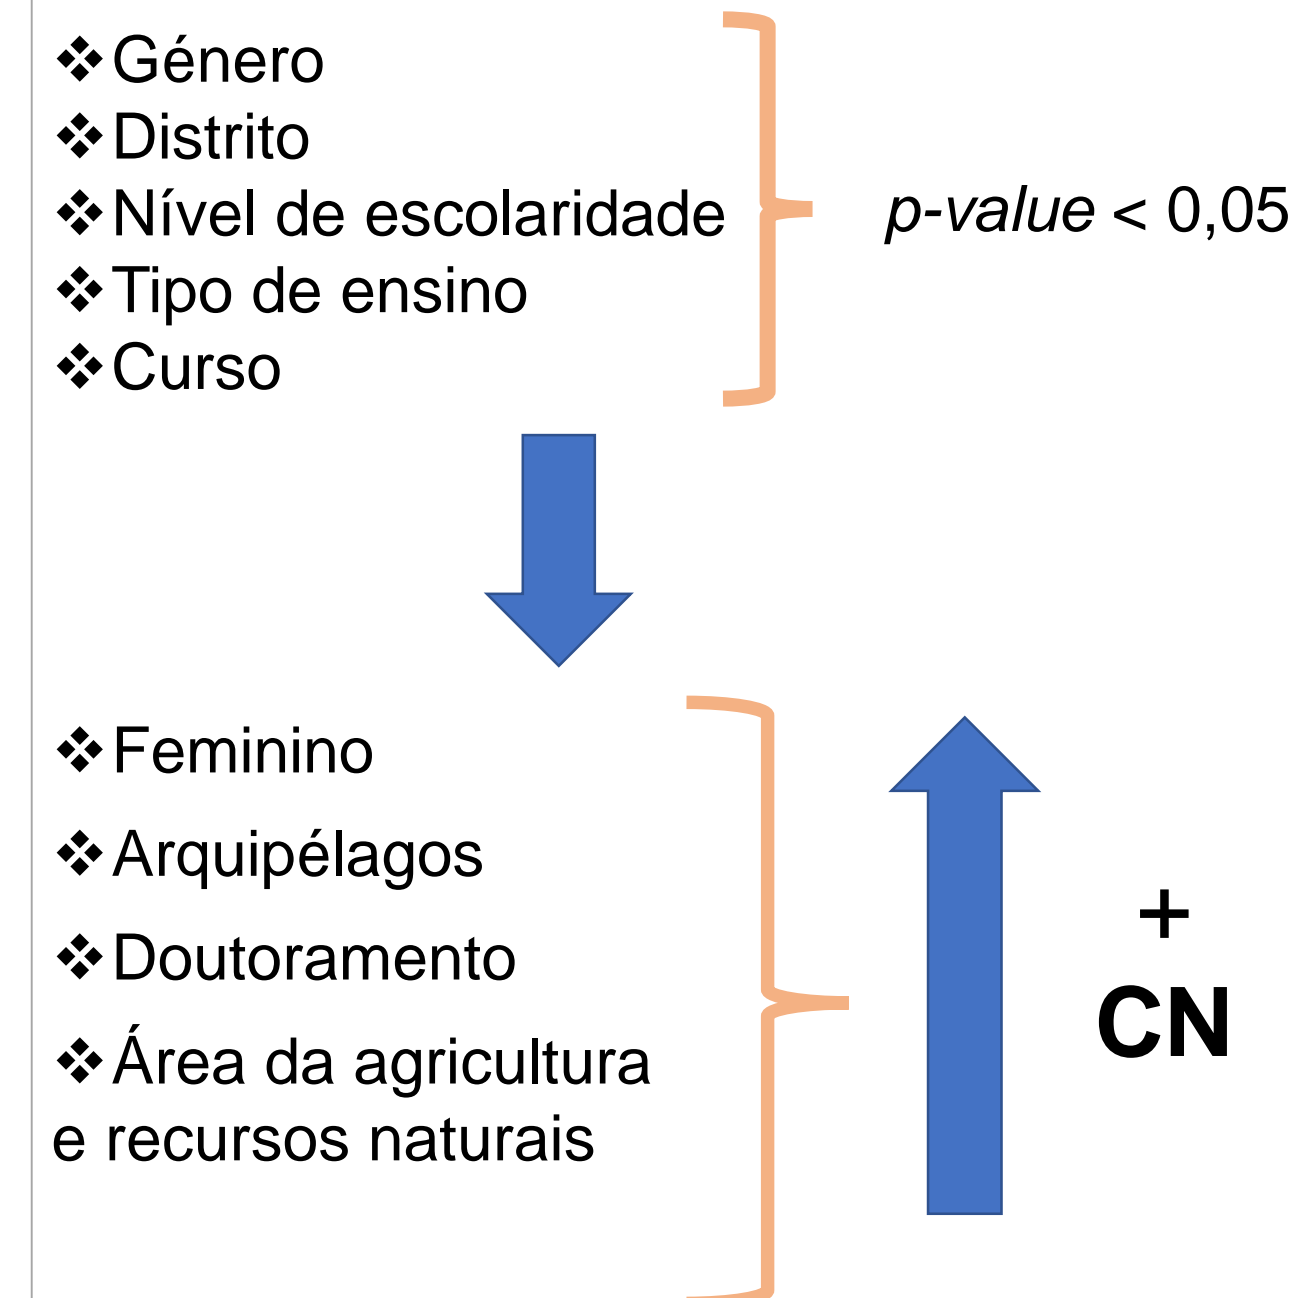 ❖Género
❖Distrito
❖Nível de escolaridade
❖Tipo de ensino
❖Curso
p-value < 0,05
❖Feminino
❖Arquipélagos
❖Doutoramento
❖Área da agricultura
e recursos naturais
+
CN